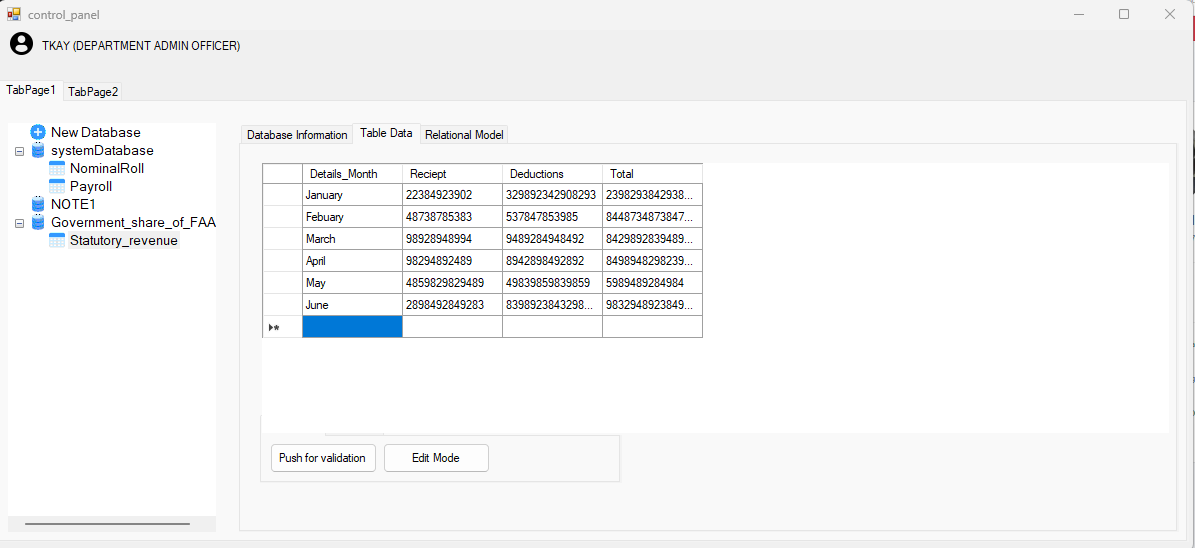 control_panel
TKAY (DEPARTMENT ADMIN OFFICER)
TabPage1 TabPage2
New Database
systemDatabase
NominalRoll
Payroll
NOTE1
Government_share_of_FAA
Statutory_revenue
Database Information Table Data Relational Model
Details_Month Reciept Deductions Total
January 22384923902 329892342908293 2398293842938...
Febuary 48738785383 537847853985 8448734873847...
March 98928948994 9489284948492 8429892839489...
April 98294892489 8942898492892 8498948298239...
May 4859829829489 49839859839859 5989489284984
June 2898492849283 8398923843298... 9832948923849...
Push for validation Edit Mode